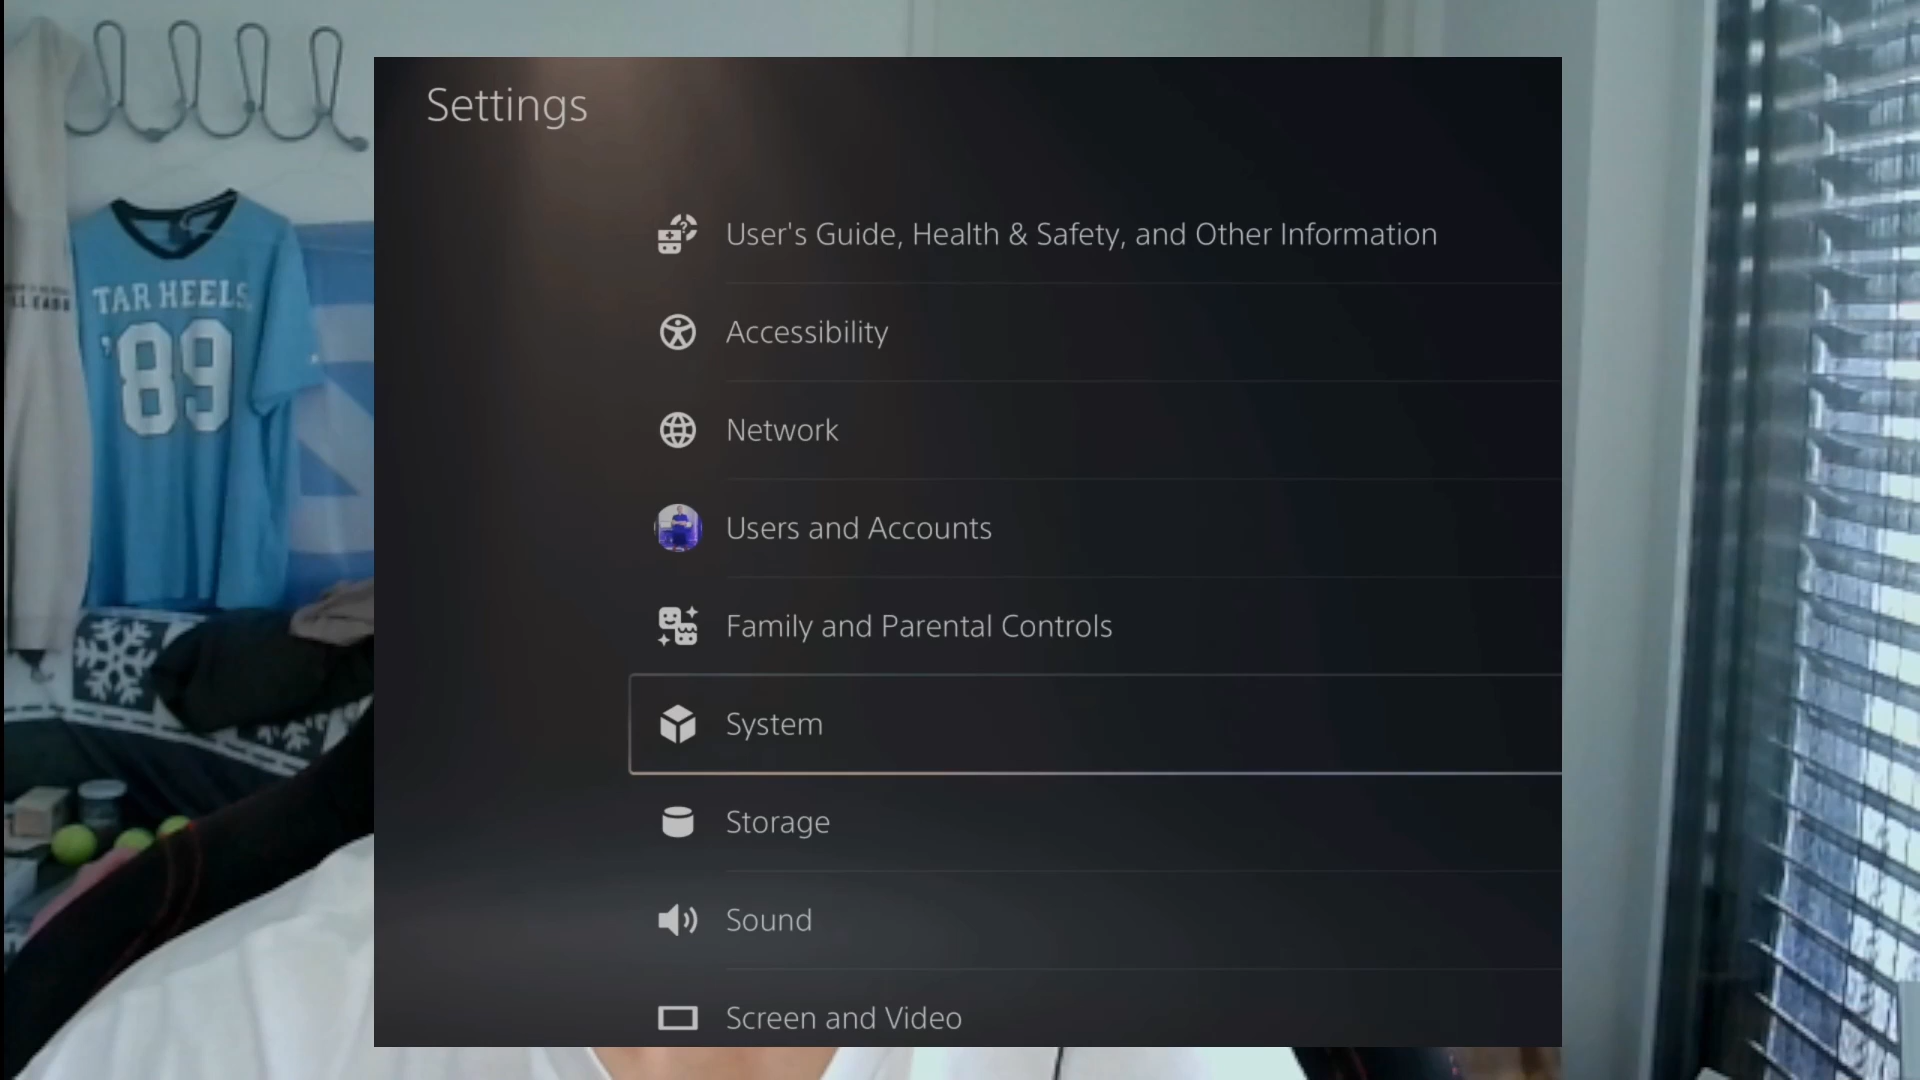 Settings
User's Guide, Health & Safety, and Other Information
Accessibility
Network
Users and Accounts
Family and Parental Controls
System
Storage
Sound
Screen and Video
TAR HEELS
'89